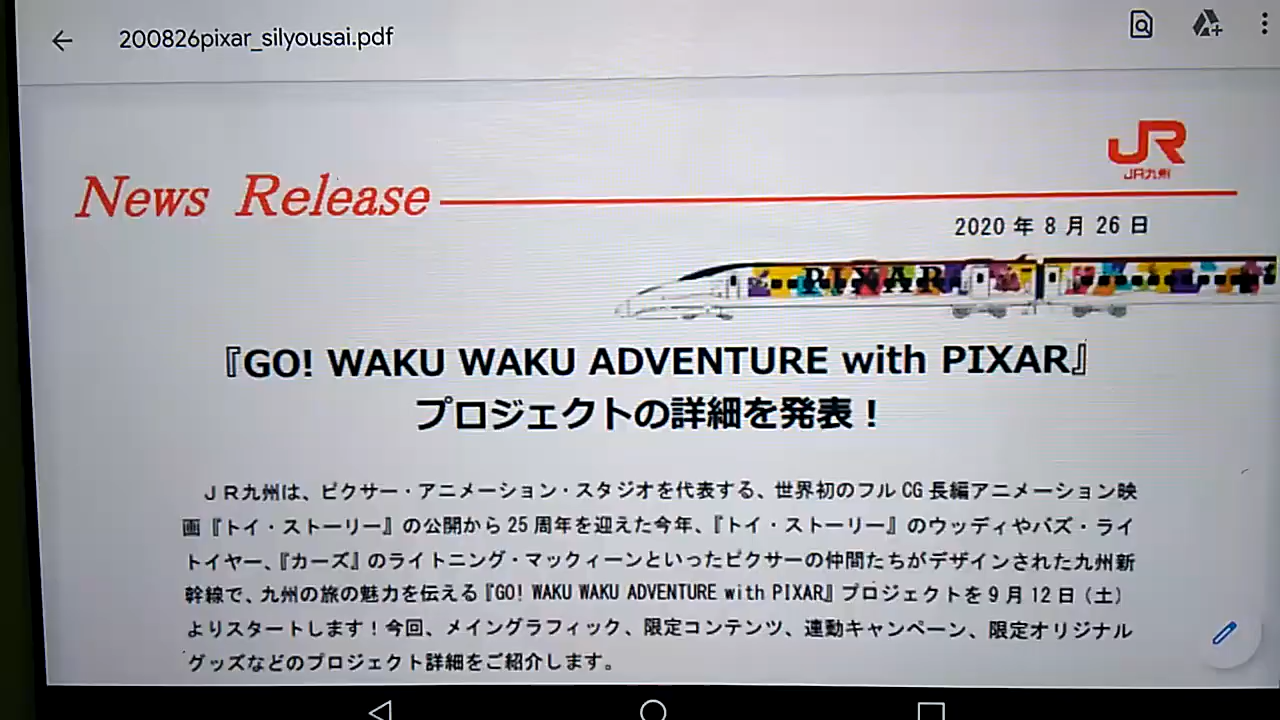 200826pixar_silyousai.pdf
JR
JR九州
News Release
2020 年 8 月 26 日
PIXAR
『GO! WAKU WAKU ADVENTURE with PIXAR』
プロジェクトの詳細を発表！
ＪＲ九州は、ピクサー・アニメーション・スタジオを代表する、世界初のフル CG 長編アニメーション映
画『トイ・ストーリー』の公開から 25 周年を迎えた今年、『トイ・ストーリー』のウッディやバズ・ライ
トイヤー、『カーズ』のライトニング・マックィーンといったピクサーの仲間たちがデザインされた九州新
幹線で、九州の旅の魅力を伝える『GO! WAKU WAKU ADVENTURE with PIXAR』プロジェクトを 9 月 12 日（土）
よりスタートします！今回、メイングラフィック、限定コンテンツ、連動キャンペーン、限定オリジナル
グッズなどのプロジェクト詳細をご紹介します。